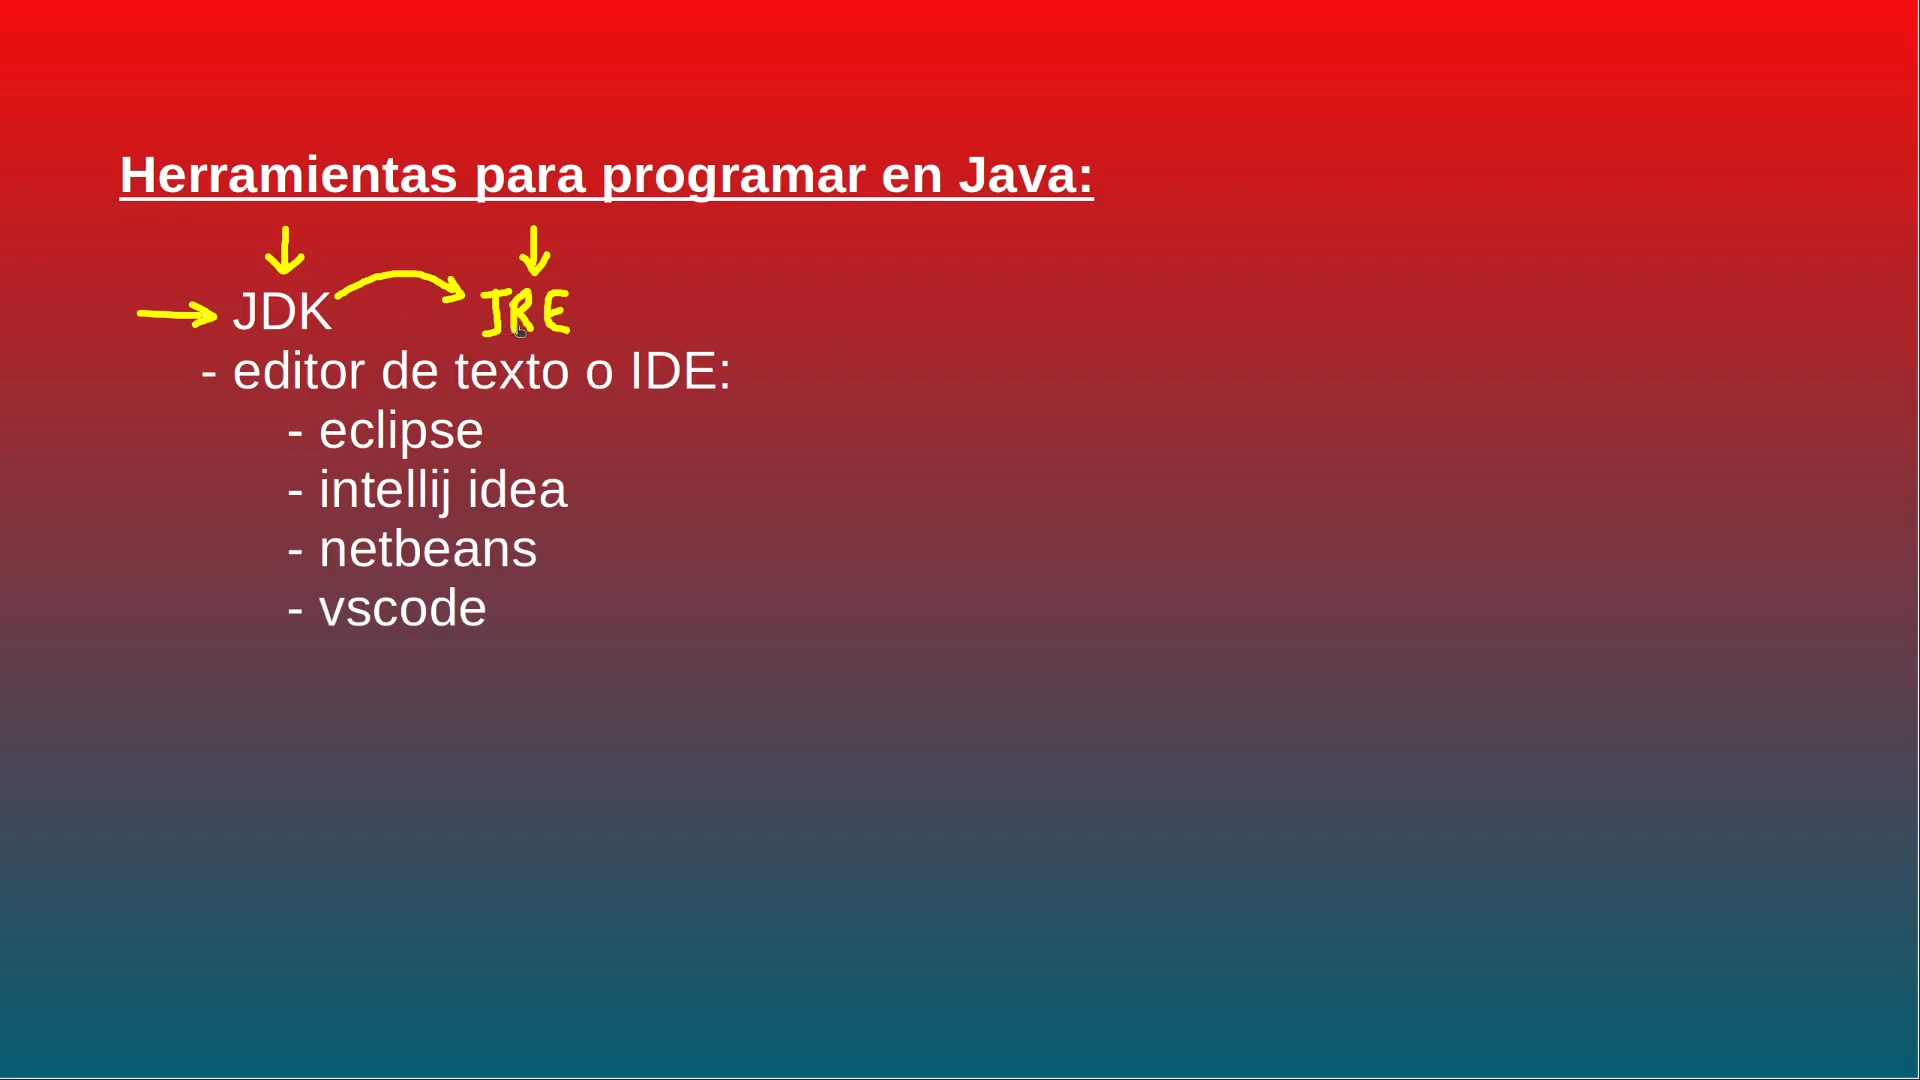 Herramientas para programar en Java:
JDK JRE
- editor de texto o IDE:
- eclipse
- intellij idea
- netbeans
- vscode